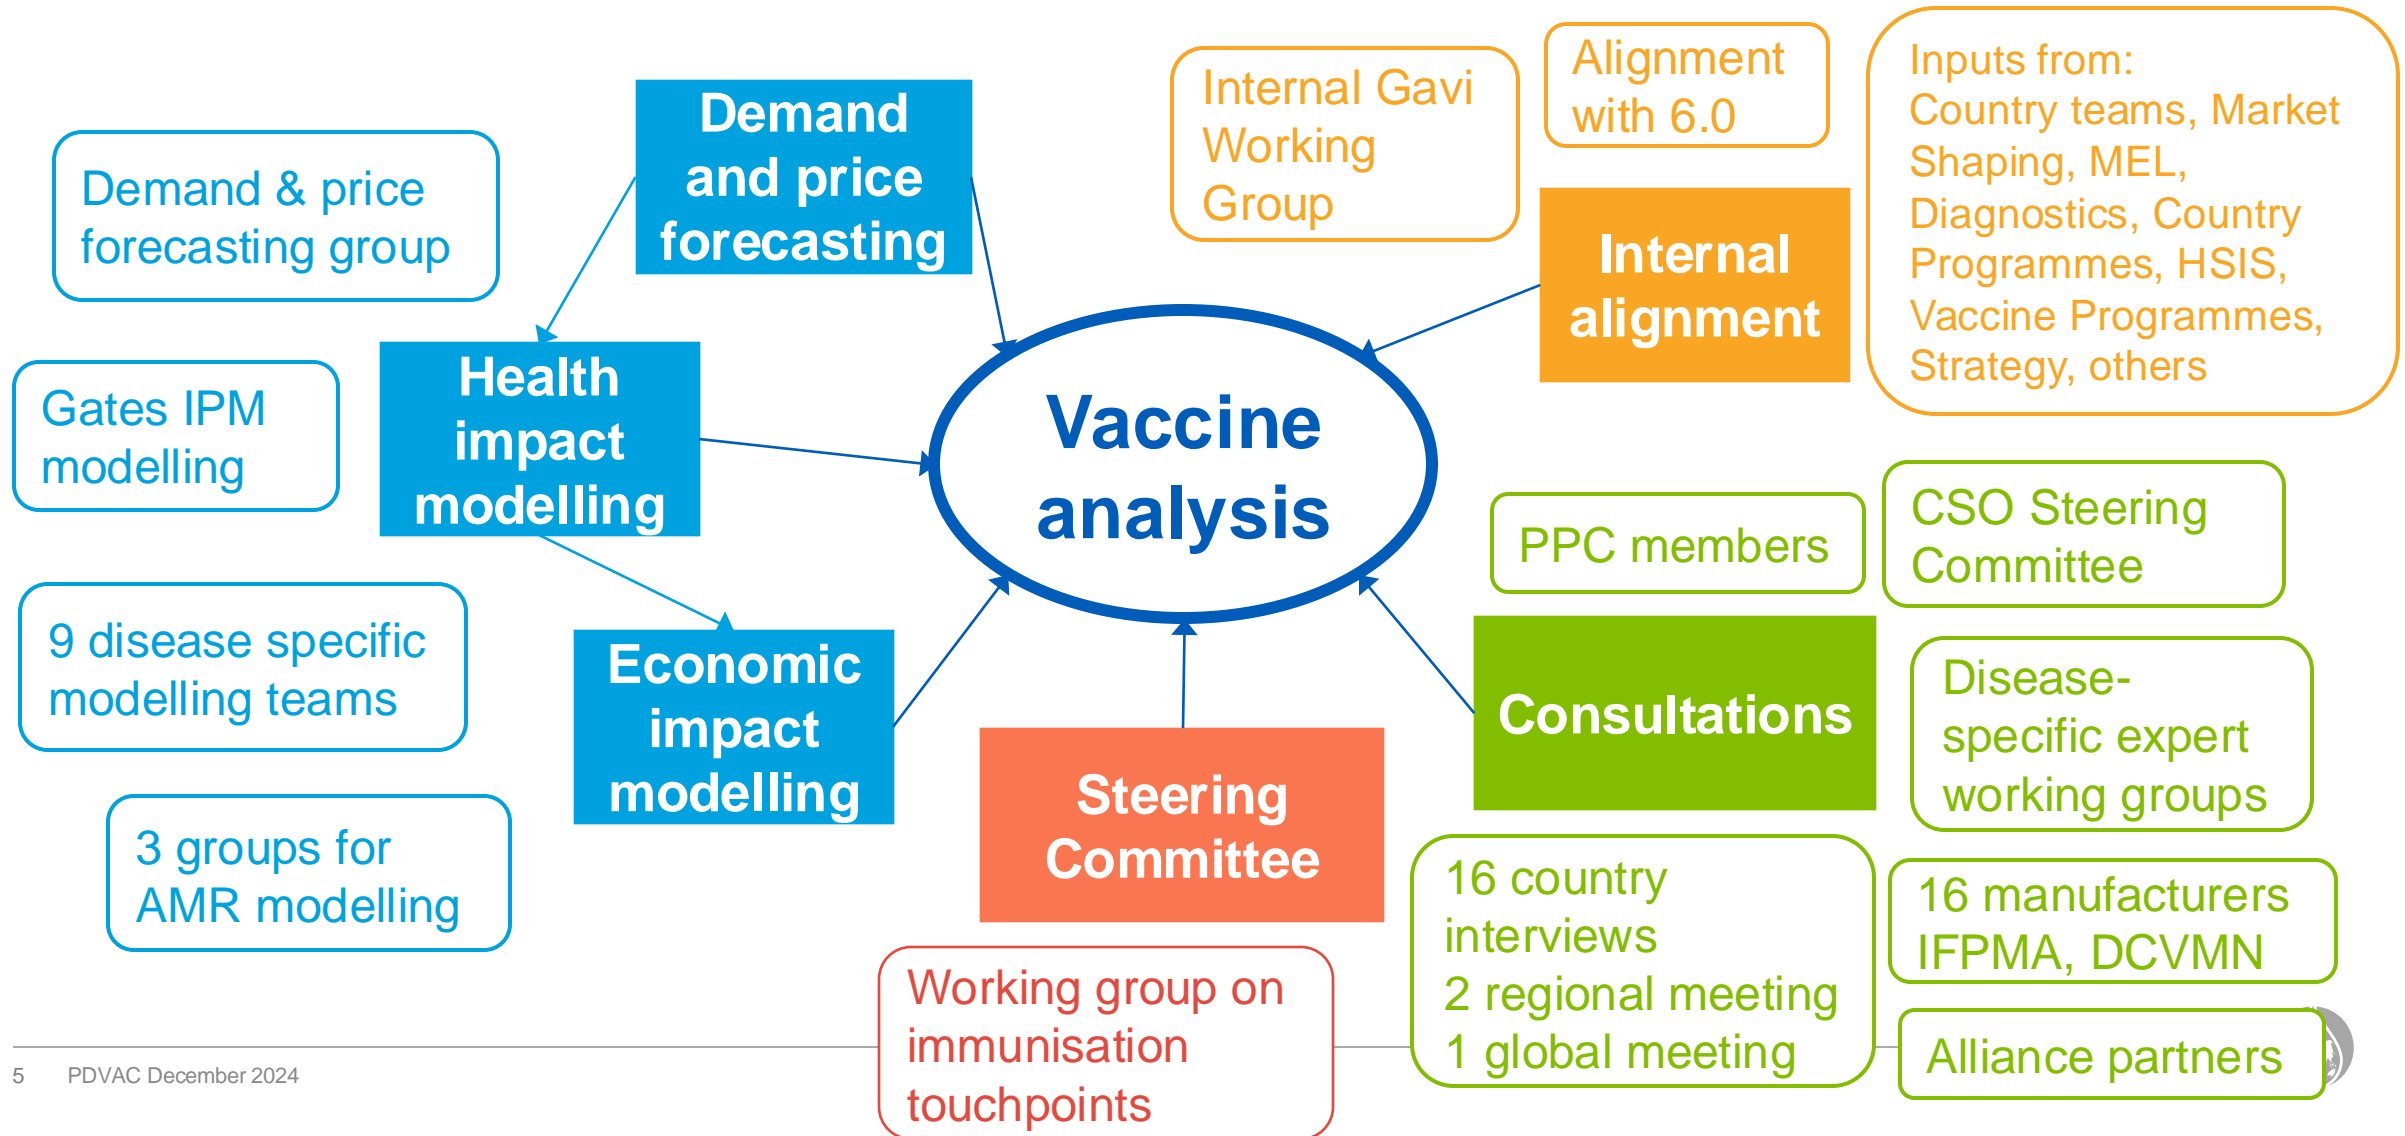 Demand
and price
forecasting
Demand & price
forecasting group
Health
impact
modelling
Gates IPM
modelling
9 disease specific
modelling teams
Economic
impact
modelling
3 groups for
AMR modelling
Vaccine
analysis
Internal Gavi
Working
Group
Alignment
with 6.0
Inputs from:
Country teams, Market
Shaping, MEL,
Diagnostics, Country
Programmes, HSIS,
Vaccine Programmes,
Strategy, others
Internal
alignment
PPC members
CSO Steering
Committee
Consultations
Disease-
specific expert
working groups
Steering
Committee
16 country
interviews
2 regional meeting
1 global meeting
16 manufacturers
IFPMA, DCVMN
Working group on
immunisation
touchpoints
Alliance partners
5 PDVAC December 2024